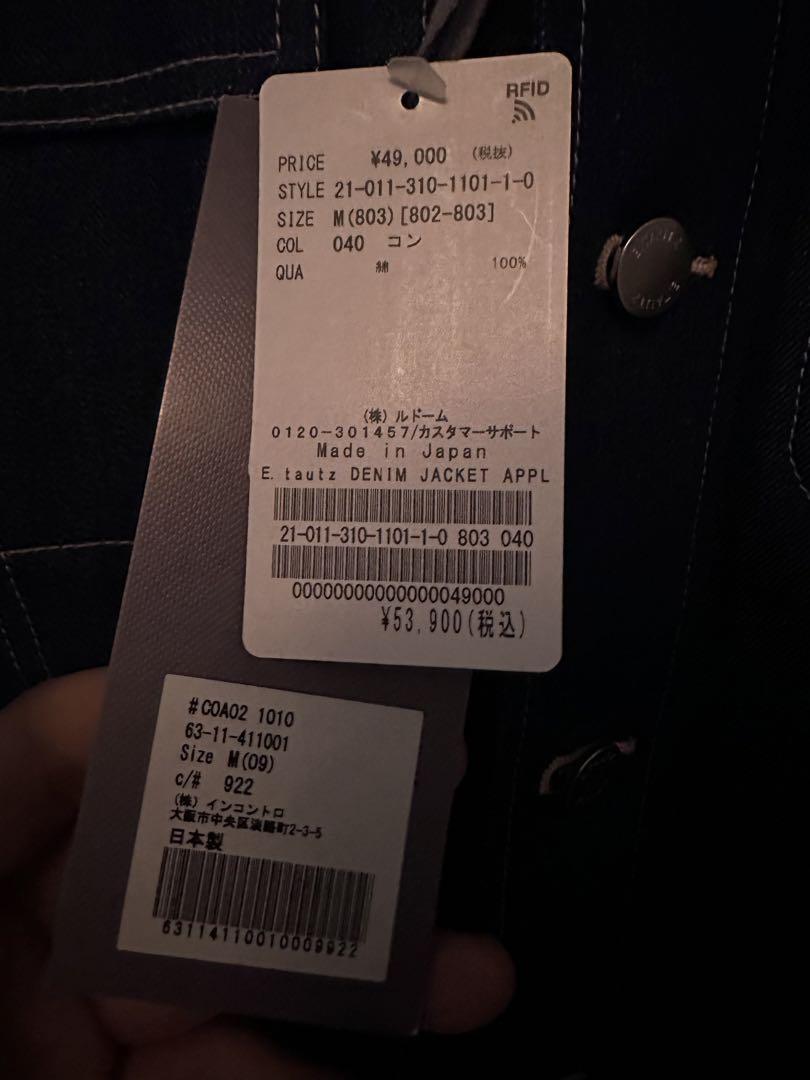 RFID
PRICE ¥49,000 (税抜)
STYLE 21-011-310-1101-1-0
SIZE M(803)[802-803]
COL 040 コン
QUA 綿 100%
(株) ルドーム
0120-301457/カスタマーサポート
Made in Japan
E. tautz DENIM JACKET APPL
21-011-310-1101-1-0 803 040
00000000000000049000
¥53,900(税込)
#COA02 1010
63-11-411001
Size M(09)
c/# 922
(株) インコントロ
大阪市中央区淡路町2-3-5
日本製
63114110010009922
E·TAUTZ
E·TAUTZ